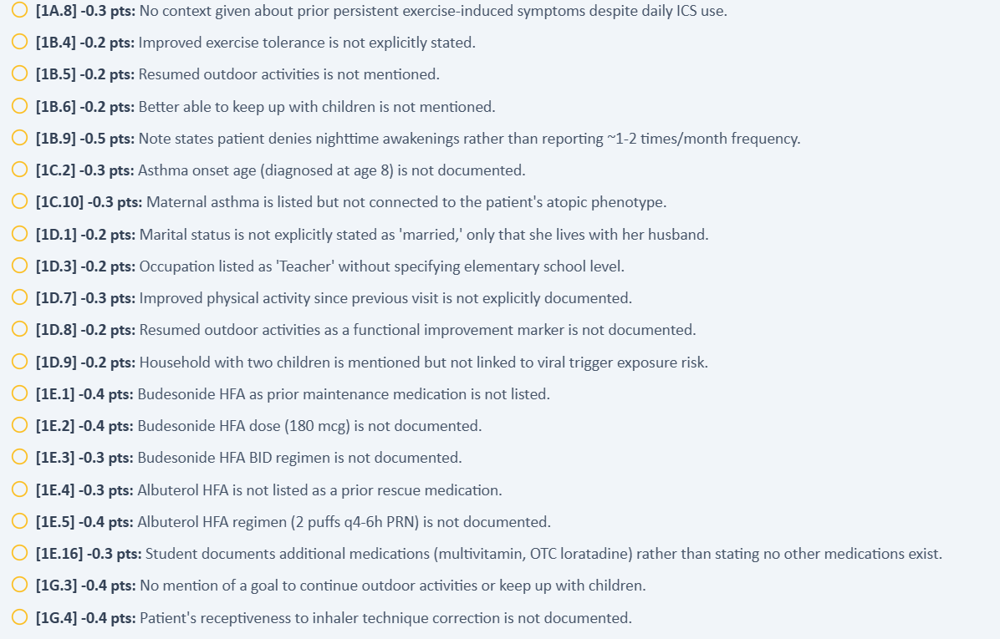 [1A.8] -0.3 pts: No context given about prior persistent exercise-induced symptoms despite daily ICS use.
[1B.4] -0.2 pts: Improved exercise tolerance is not explicitly stated.
[1B.5] -0.2 pts: Resumed outdoor activities is not mentioned.
[1B.6] -0.2 pts: Better able to keep up with children is not mentioned.
[1B.9] -0.5 pts: Note states patient denies nighttime awakenings rather than reporting ~1-2 times/month frequency.
[1C.2] -0.3 pts: Asthma onset age (diagnosed at age 8) is not documented.
[1C.10] -0.3 pts: Maternal asthma is listed but not connected to the patient's atopic phenotype.
[1D.1] -0.2 pts: Marital status is not explicitly stated as 'married,' only that she lives with her husband.
[1D.3] -0.2 pts: Occupation listed as 'Teacher' without specifying elementary school level.
[1D.7] -0.3 pts: Improved physical activity since previous visit is not explicitly documented.
[1D.8] -0.2 pts: Resumed outdoor activities as a functional improvement marker is not documented.
[1D.9] -0.2 pts: Household with two children is mentioned but not linked to viral trigger exposure risk.
[1E.1] -0.4 pts: Budesonide HFA as prior maintenance medication is not listed.
[1E.2] -0.4 pts: Budesonide HFA dose (180 mcg) is not documented.
[1E.3] -0.3 pts: Budesonide HFA BID regimen is not documented.
[1E.4] -0.3 pts: Albuterol HFA is not listed as a prior rescue medication.
[1E.5] -0.4 pts: Albuterol HFA regimen (2 puffs q4-6h PRN) is not documented.
[1E.16] -0.3 pts: Student documents additional medications (multivitamin, OTC loratadine) rather than stating no other medications exist.
[1G.3] -0.4 pts: No mention of a goal to continue outdoor activities or keep up with children.
[1G.4] -0.4 pts: Patient's receptiveness to inhaler technique correction is not documented.